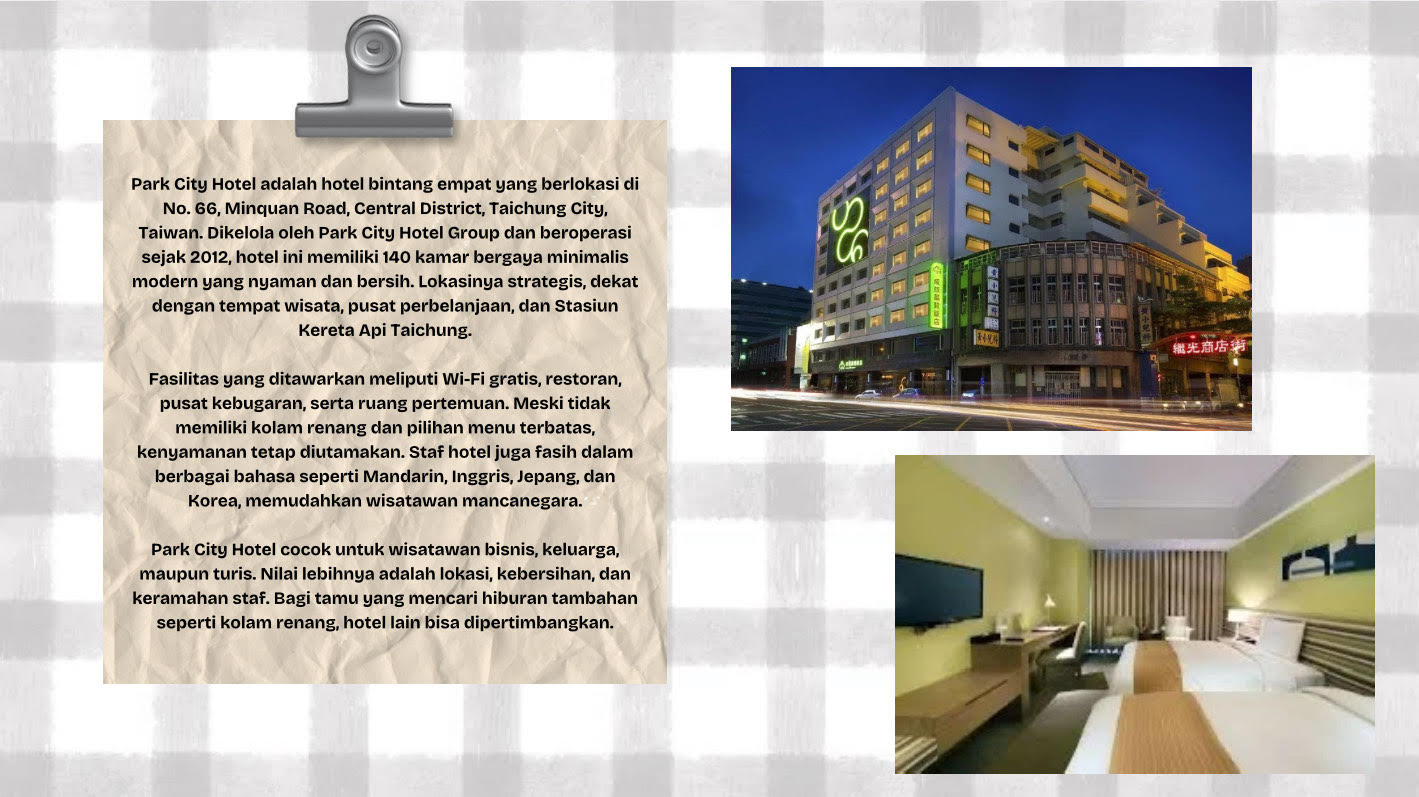 Park City Hotel adalah hotel bintang empat yang berlokasi di
No. 66, Minquan Road, Central District, Taichung City,
Taiwan. Dikelola oleh Park City Hotel Group dan beroperasi
sejak 2012, hotel ini memiliki 140 kamar bergaya minimalis
modern yang nyaman dan bersih. Lokasinya strategis, dekat
dengan tempat wisata, pusat perbelanjaan, dan Stasiun
Kereta Api Taichung.
Fasilitas yang ditawarkan meliputi Wi-Fi gratis, restoran,
pusat kebugaran, serta ruang pertemuan. Meski tidak
memiliki kolam renang dan pilihan menu terbatas,
kenyamanan tetap diutamakan. Staf hotel juga fasih dalam
berbagai bahasa seperti Mandarin, Inggris, Jepang, dan
Korea, memudahkan wisatawan mancanegara.
Park City Hotel cocok untuk wisatawan bisnis, keluarga,
maupun turis. Nilai lebihnya adalah lokasi, kebersihan, dan
keramahan staf. Bagi tamu yang mencari hiburan tambahan
seperti kolam renang, hotel lain bisa dipertimbangkan.
繼光商店街